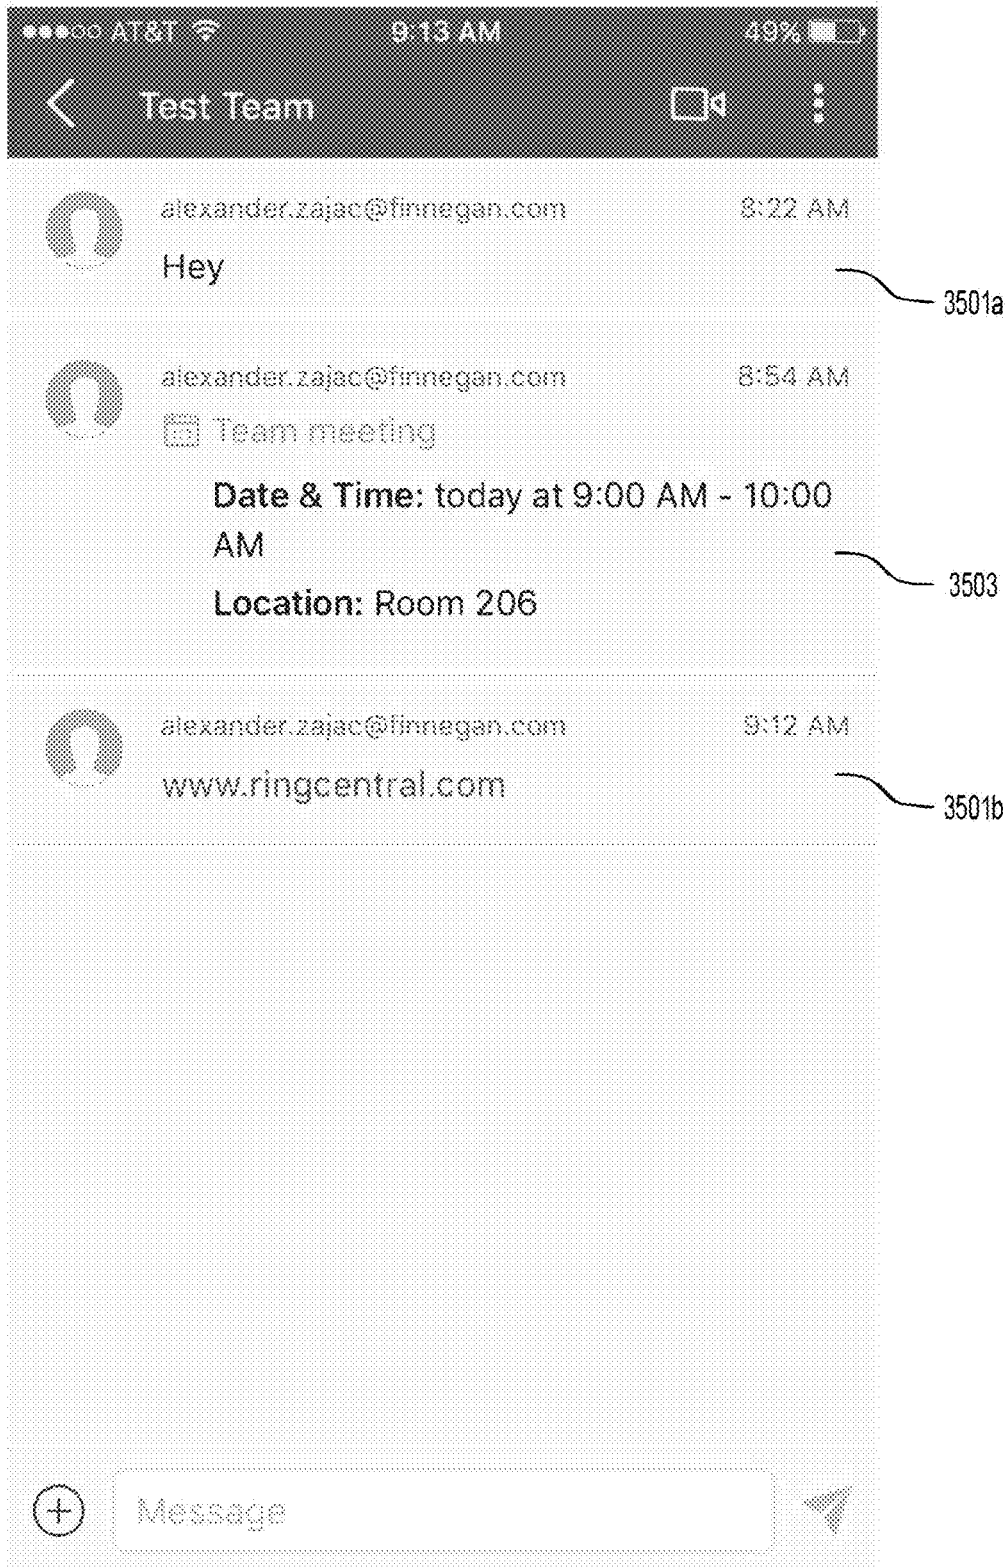 AT&T 9:13 AM 49%
Test Team
alexander.zajac@finnegan.com 8:22 AM
Hey
3501a
alexander.zajac@finnegan.com 8:54 AM
Team meeting
Date & Time: today at 9:00 AM - 10:00
AM
3503
Location: Room 206
alexander.zajac@finnegan.com 9:12 AM
www.ringcentral.com
3501b
Message